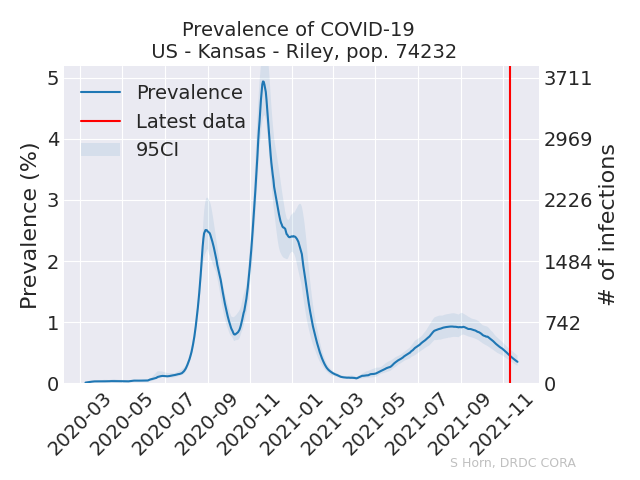 Prevalence of COVID-19
US - Kansas - Riley, pop. 74232
Prevalence
Latest data
95CI
Prevalence (%)
5
4
3
2
1
0
3711
2969
2226
1484
742
0
# of infections
2020-03
2020-05
2020-07
2020-09
2020-11
2021-01
2021-03
2021-05
2021-07
2021-09
2021-11
S Horn, DRDC CORA